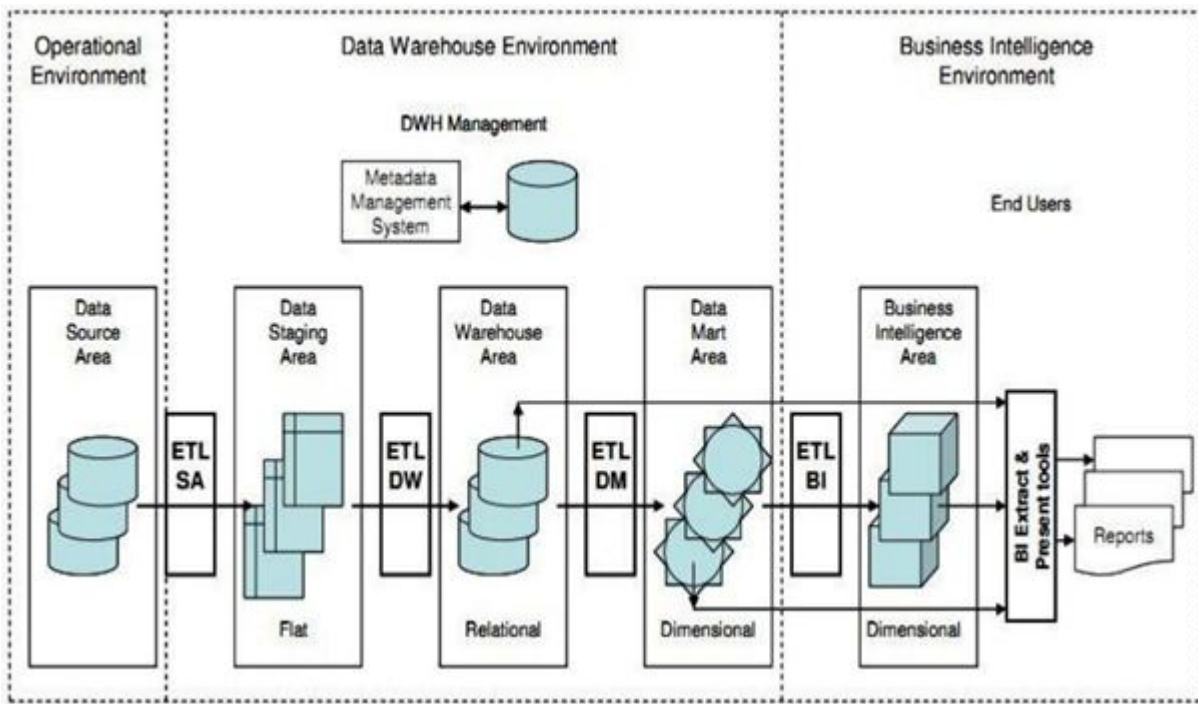 Operational
Environment
Data Warehouse Environment
Business Intelligence
Environment
DWH Management
Metadata
Management
System
End Users
Data
Source
Area
Data
Staging
Area
Data
Warehouse
Area
Data
Mart
Area
Business
Intelligence
Area
ETL
SA
ETL
DW
ETL
DM
ETL
BI
BI Extract &
Present tools
Reports
Flat
Relational
Dimensional
Dimensional